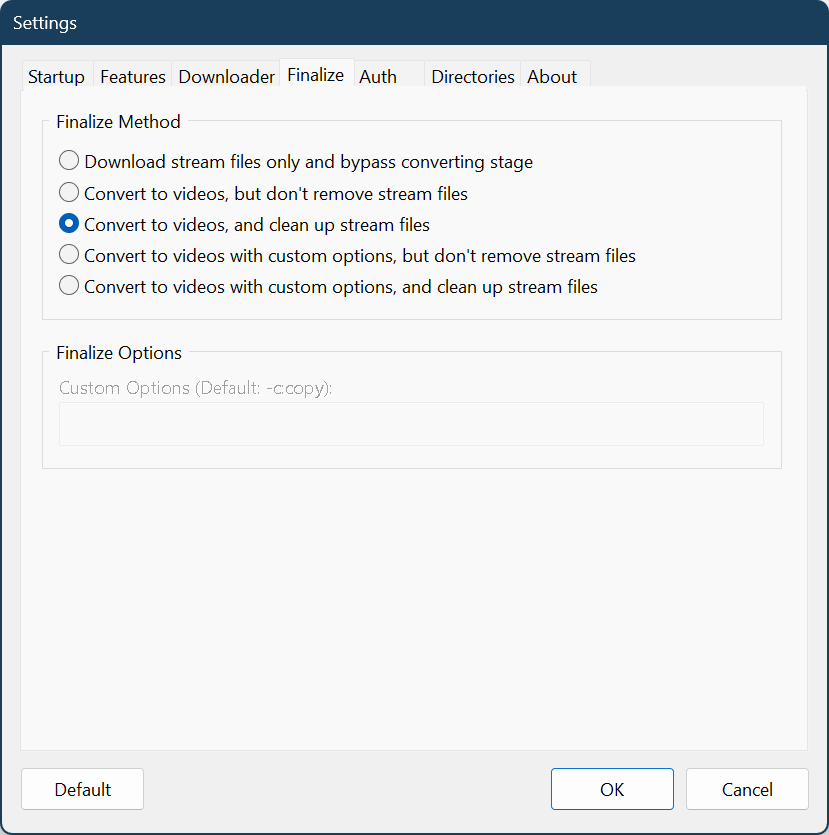 Settings
Startup Features Downloader Finalize Auth Directories About
Finalize Method
Download stream files only and bypass converting stage
Convert to videos, but don't remove stream files
Convert to videos, and clean up stream files
Convert to videos with custom options, but don't remove stream files
Convert to videos with custom options, and clean up stream files
Finalize Options
Custom Options (Default: -c:copy):
Default OK Cancel